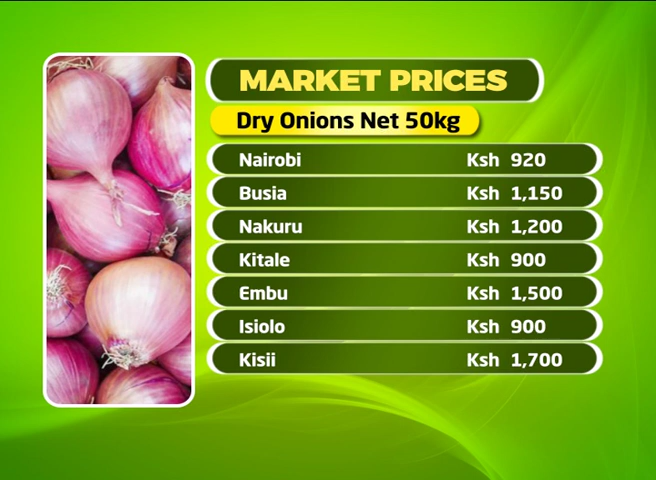 MARKET PRICES
Dry Onions Net 50kg
Nairobi Ksh 920
Busia Ksh 1,150
Nakuru Ksh 1,200
Kitale Ksh 900
Embu Ksh 1,500
Isiolo Ksh 900
Kisii Ksh 1,700